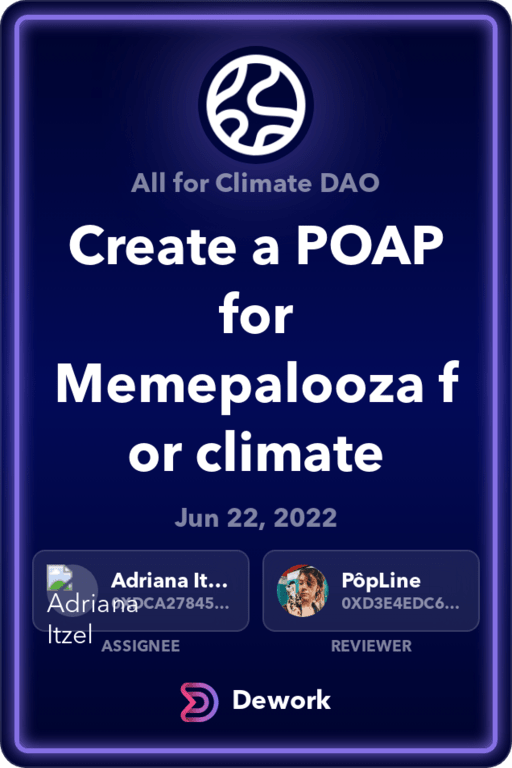 All for Climate DAO
Create a POAP
for
Memepalooza f
or climate
Jun 22, 2022
Adriana It...
0XDCA27845...
Adriana
Itzel
PôpLine
0XD3E4EDC6...
ASSIGNEE
REVIEWER
Dework